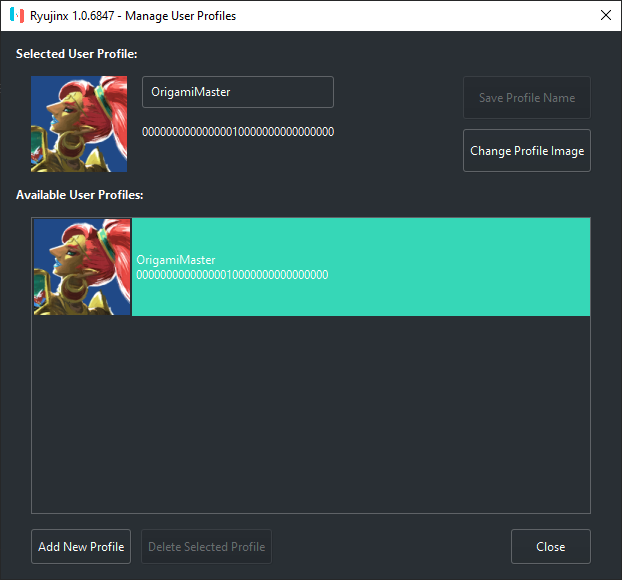 Ryujinx 1.0.6847 - Manage User Profiles
Selected User Profile:
OrigamiMaster
Save Profile Name
00000000000000010000000000000000
Change Profile Image
Available User Profiles:
OrigamiMaster
00000000000000010000000000000000
Add New Profile
Delete Selected Profile
Close